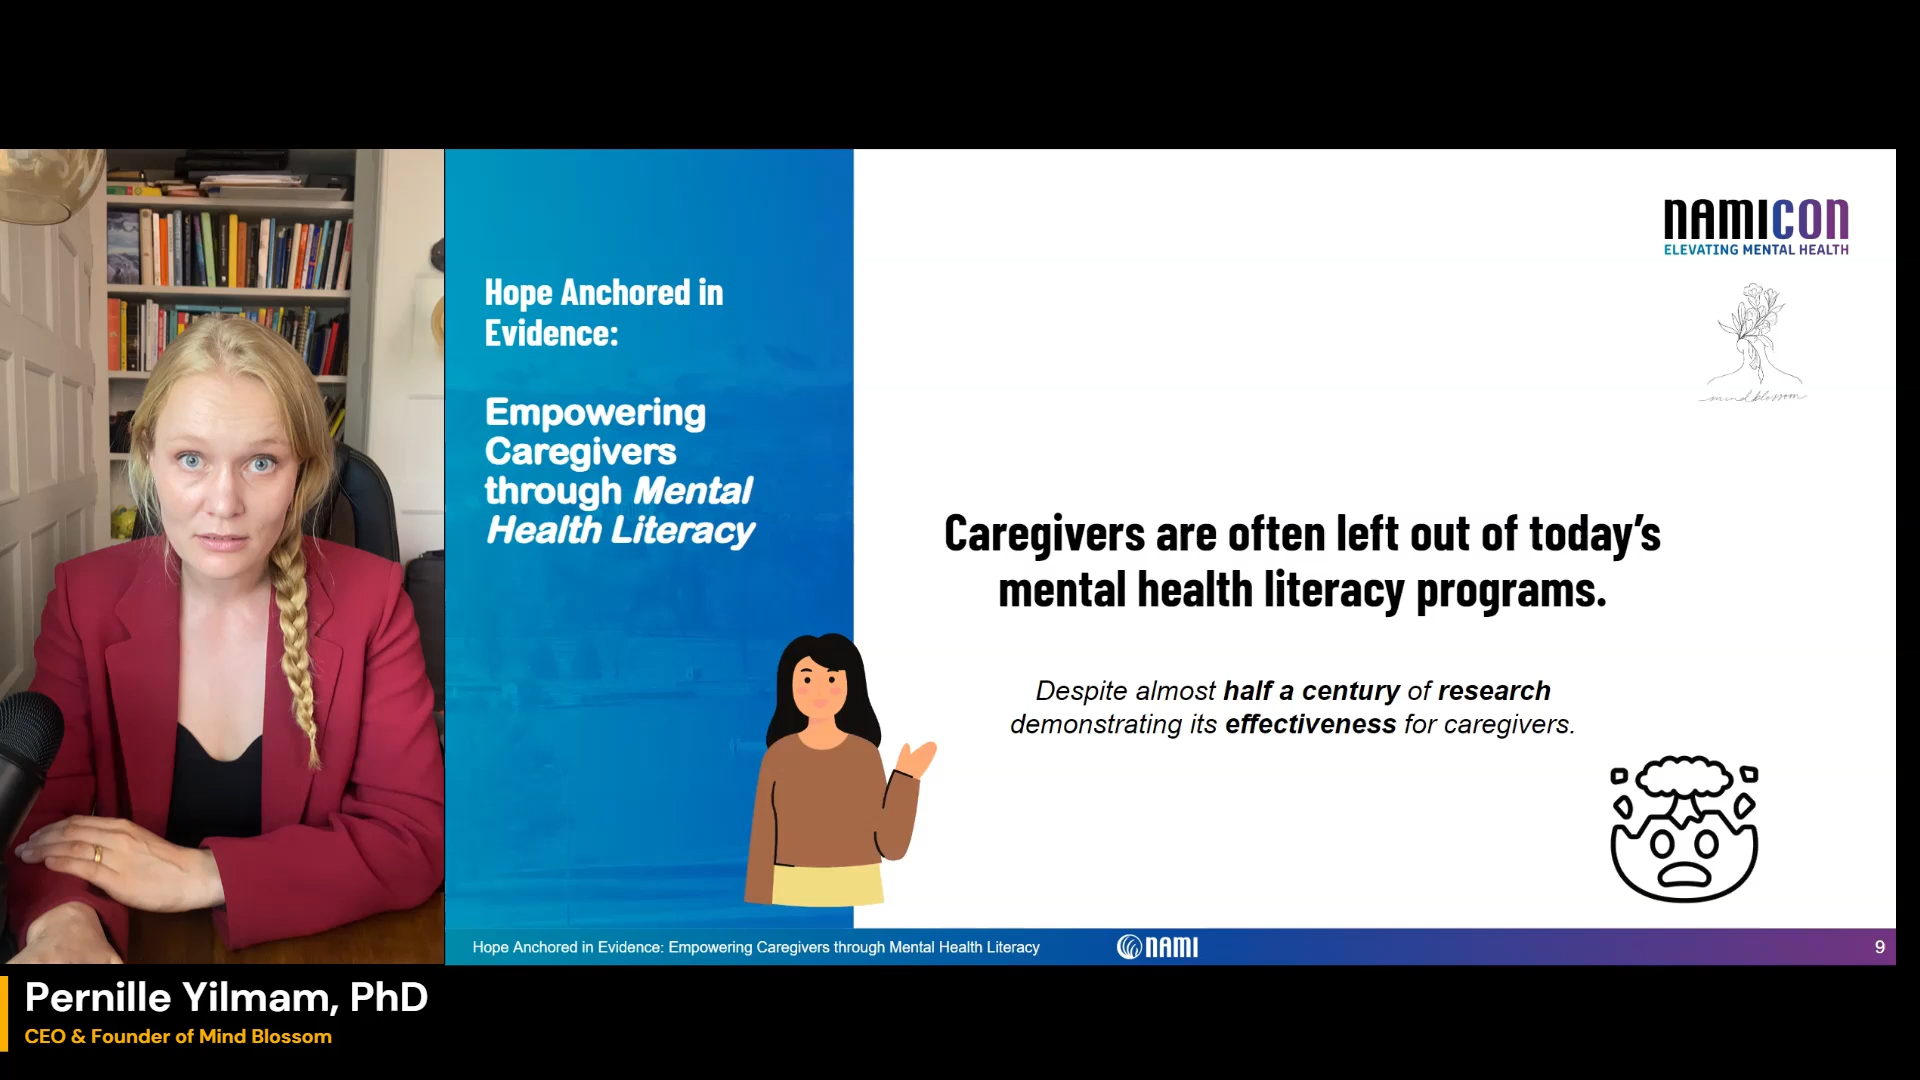 NAMICON
ELEVATING MENTAL HEALTH
mindblossom
Hope Anchored in
Evidence:
Empowering
Caregivers
through Mental
Health Literacy
Caregivers are often left out of today's
mental health literacy programs.
Despite almost half a century of research
demonstrating its effectiveness for caregivers.
Hope Anchored in Evidence: Empowering Caregivers through Mental Health Literacy
NAMI
9
Pernille Yilmam, PhD
CEO & Founder of Mind Blossom